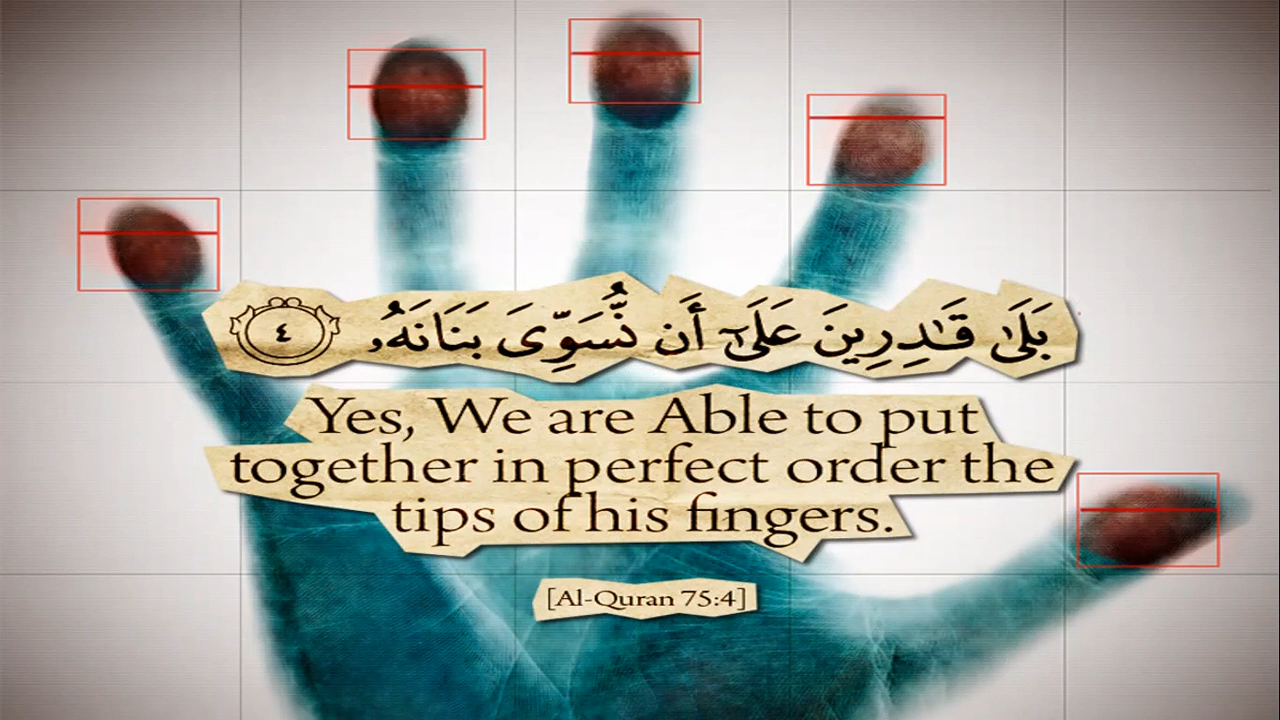 بَلَىٰ قَـٰدِرِينَ عَلَىٰٓ أَن نُّسَوِّىَ بَنَانَهُۥ ٤
Yes, We are Able to put
together in perfect order the
tips of his fingers.
[Al-Quran 75:4]